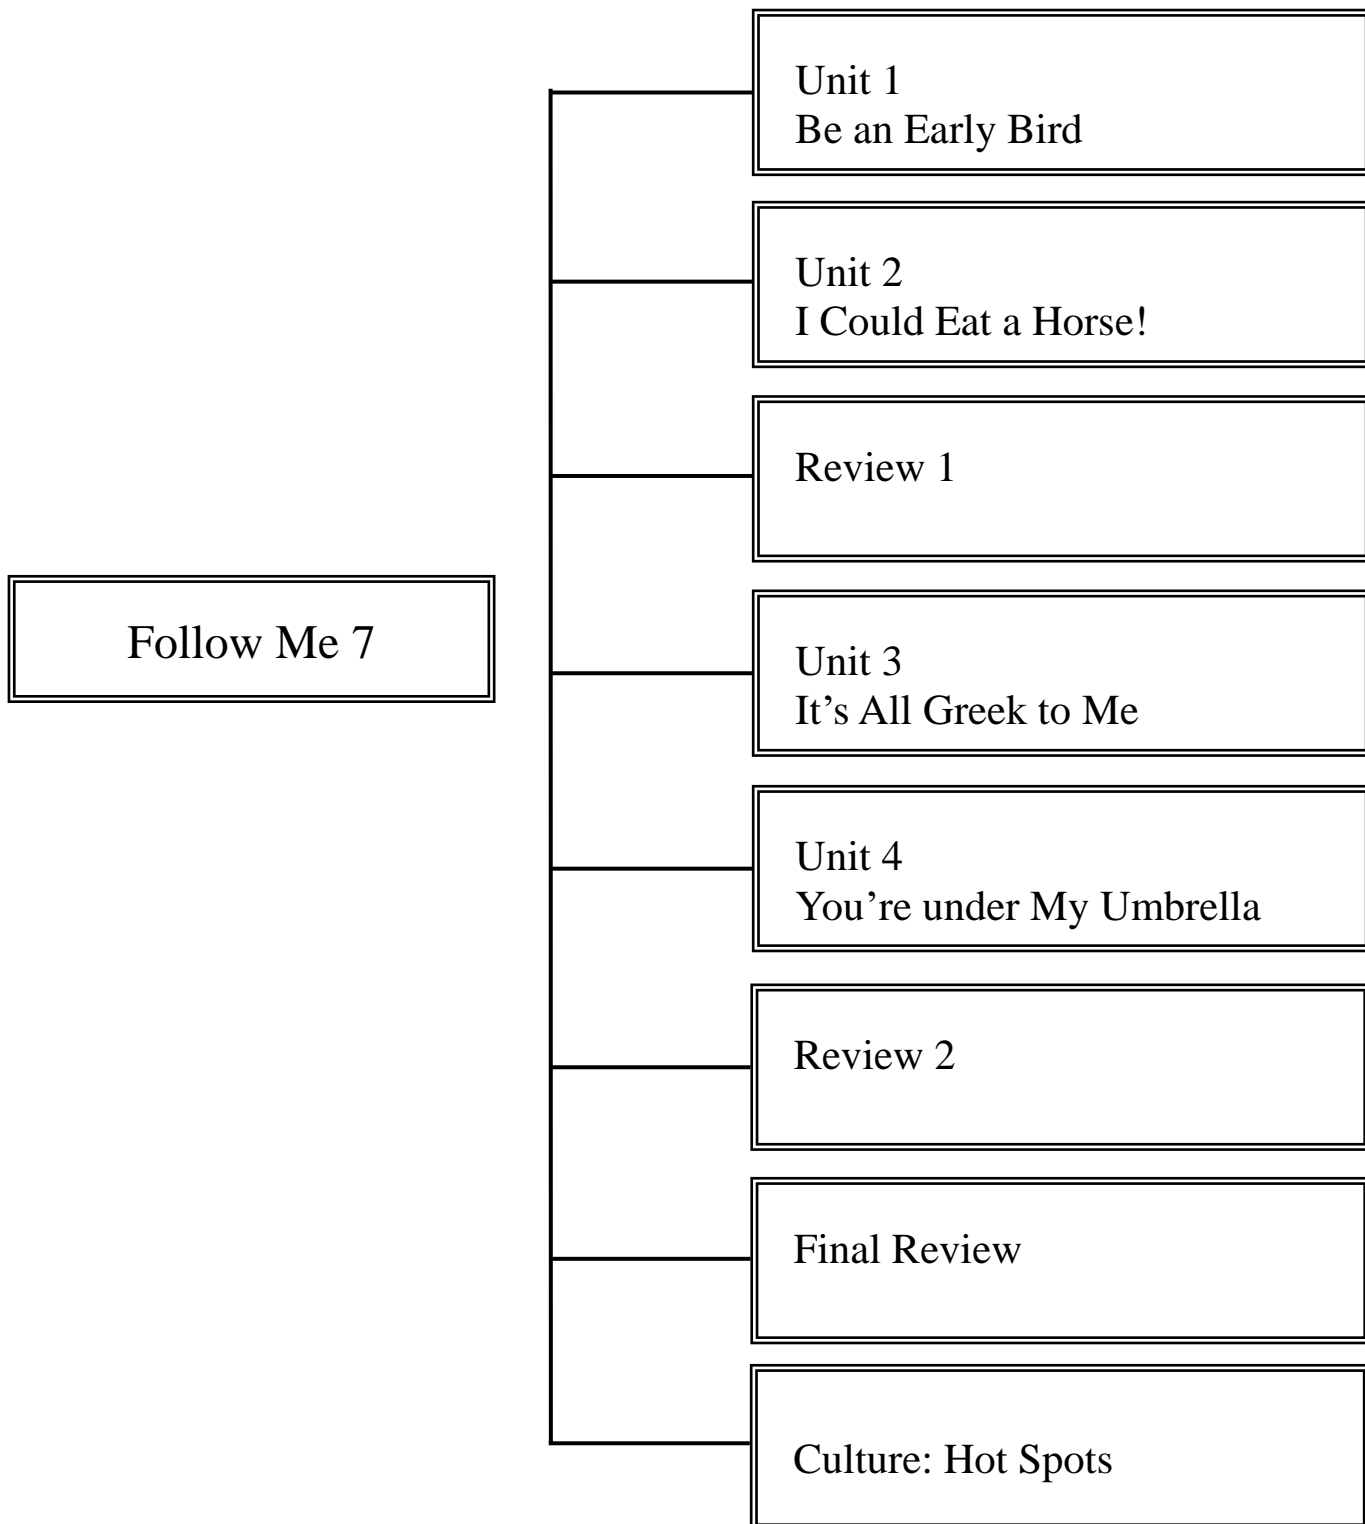 Follow Me 7
Unit 1
Be an Early Bird
Unit 2
I Could Eat a Horse!
Review 1
Unit 3
It’s All Greek to Me
Unit 4
You’re under My Umbrella
Review 2
Final Review
Culture: Hot Spots